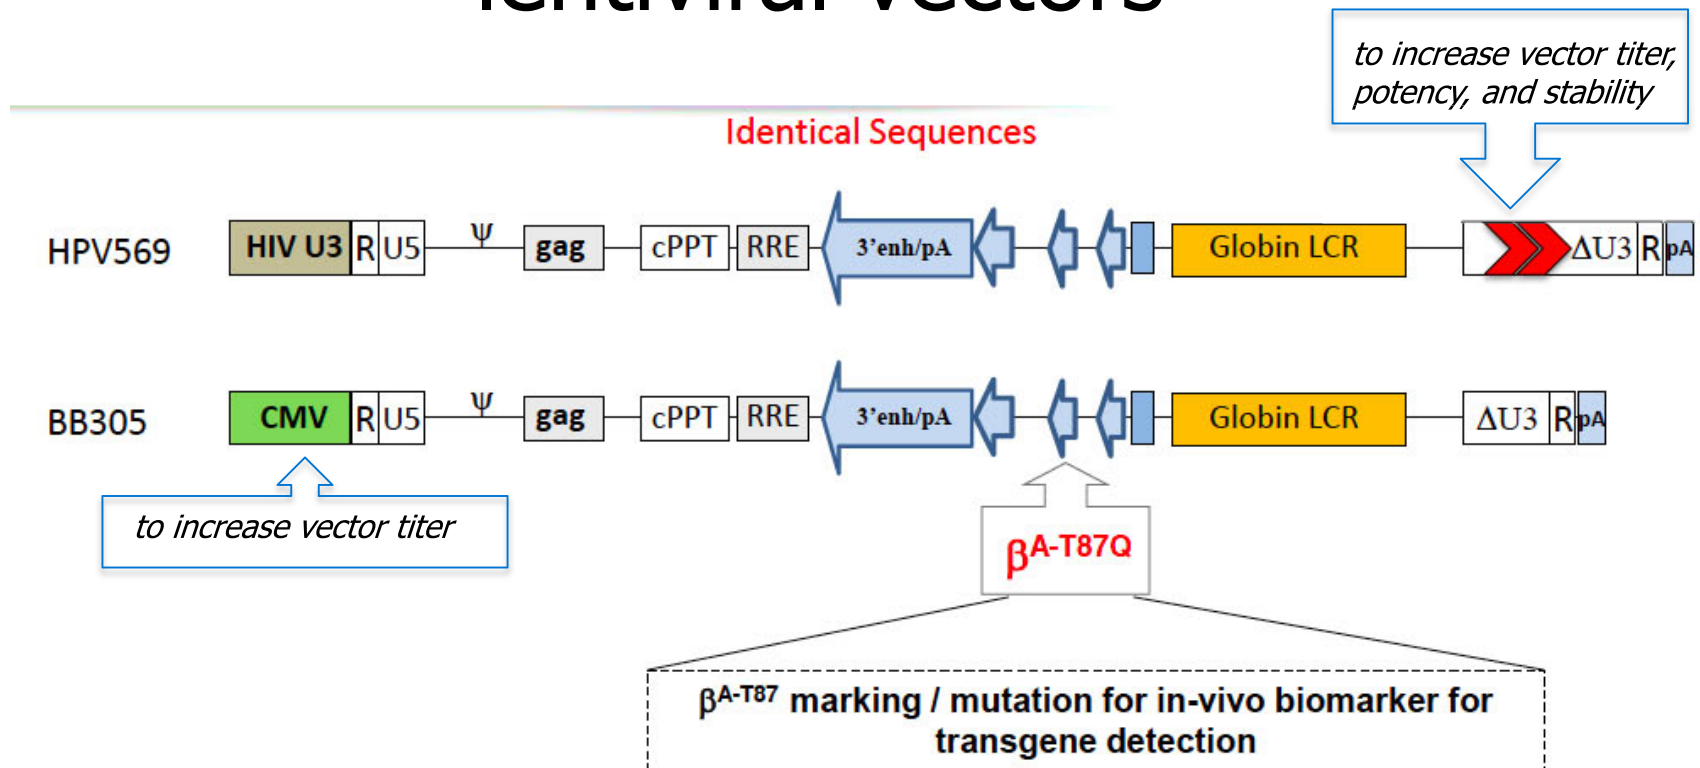 lentiviral vectors
to increase vector titer,
potency, and stability
Identical Sequences
HPV569 HIV U3 R U5 ψ gag cPPT RRE 3'enh/pA Globin LCR ΔU3 R pA
BB305 CMV R U5 ψ gag cPPT RRE 3'enh/pA Globin LCR ΔU3 R pA
to increase vector titer
βA-T87Q
βA-T87 marking / mutation for in-vivo biomarker for
transgene detection